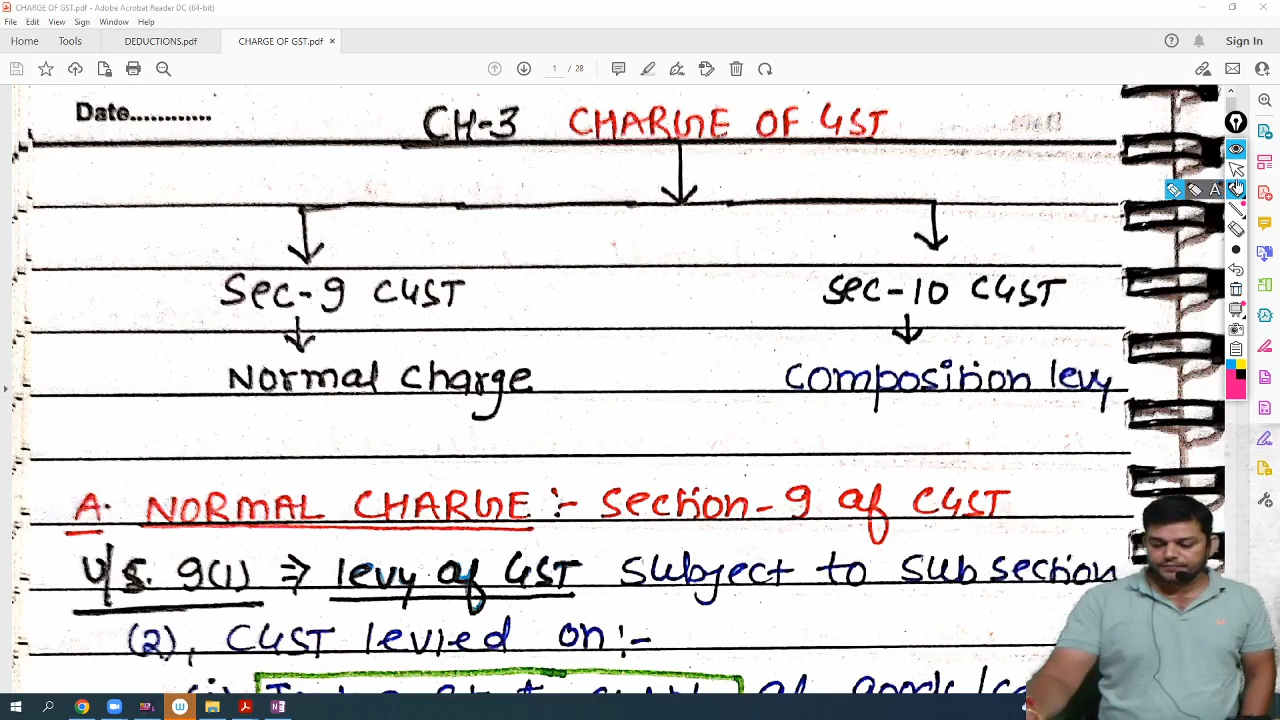 CHARGE OF GST.pdf - Adobe Acrobat Reader DC (64-bit)
File Edit View Sign Window Help
Home Tools DEDUCTIONS.pdf CHARGE OF GST.pdf × Sign In
1 / 28
Date............
CH-3 CHARGE OF GST
Sec-9 CGST sec-10 CGST
Normal Charge Composition levy
A. NORMAL CHARGE :- section-9 of CGST
U/s. 9(1) ⇒ levy of GST subject to sub section
(2), CGST levied on:-
of goods/